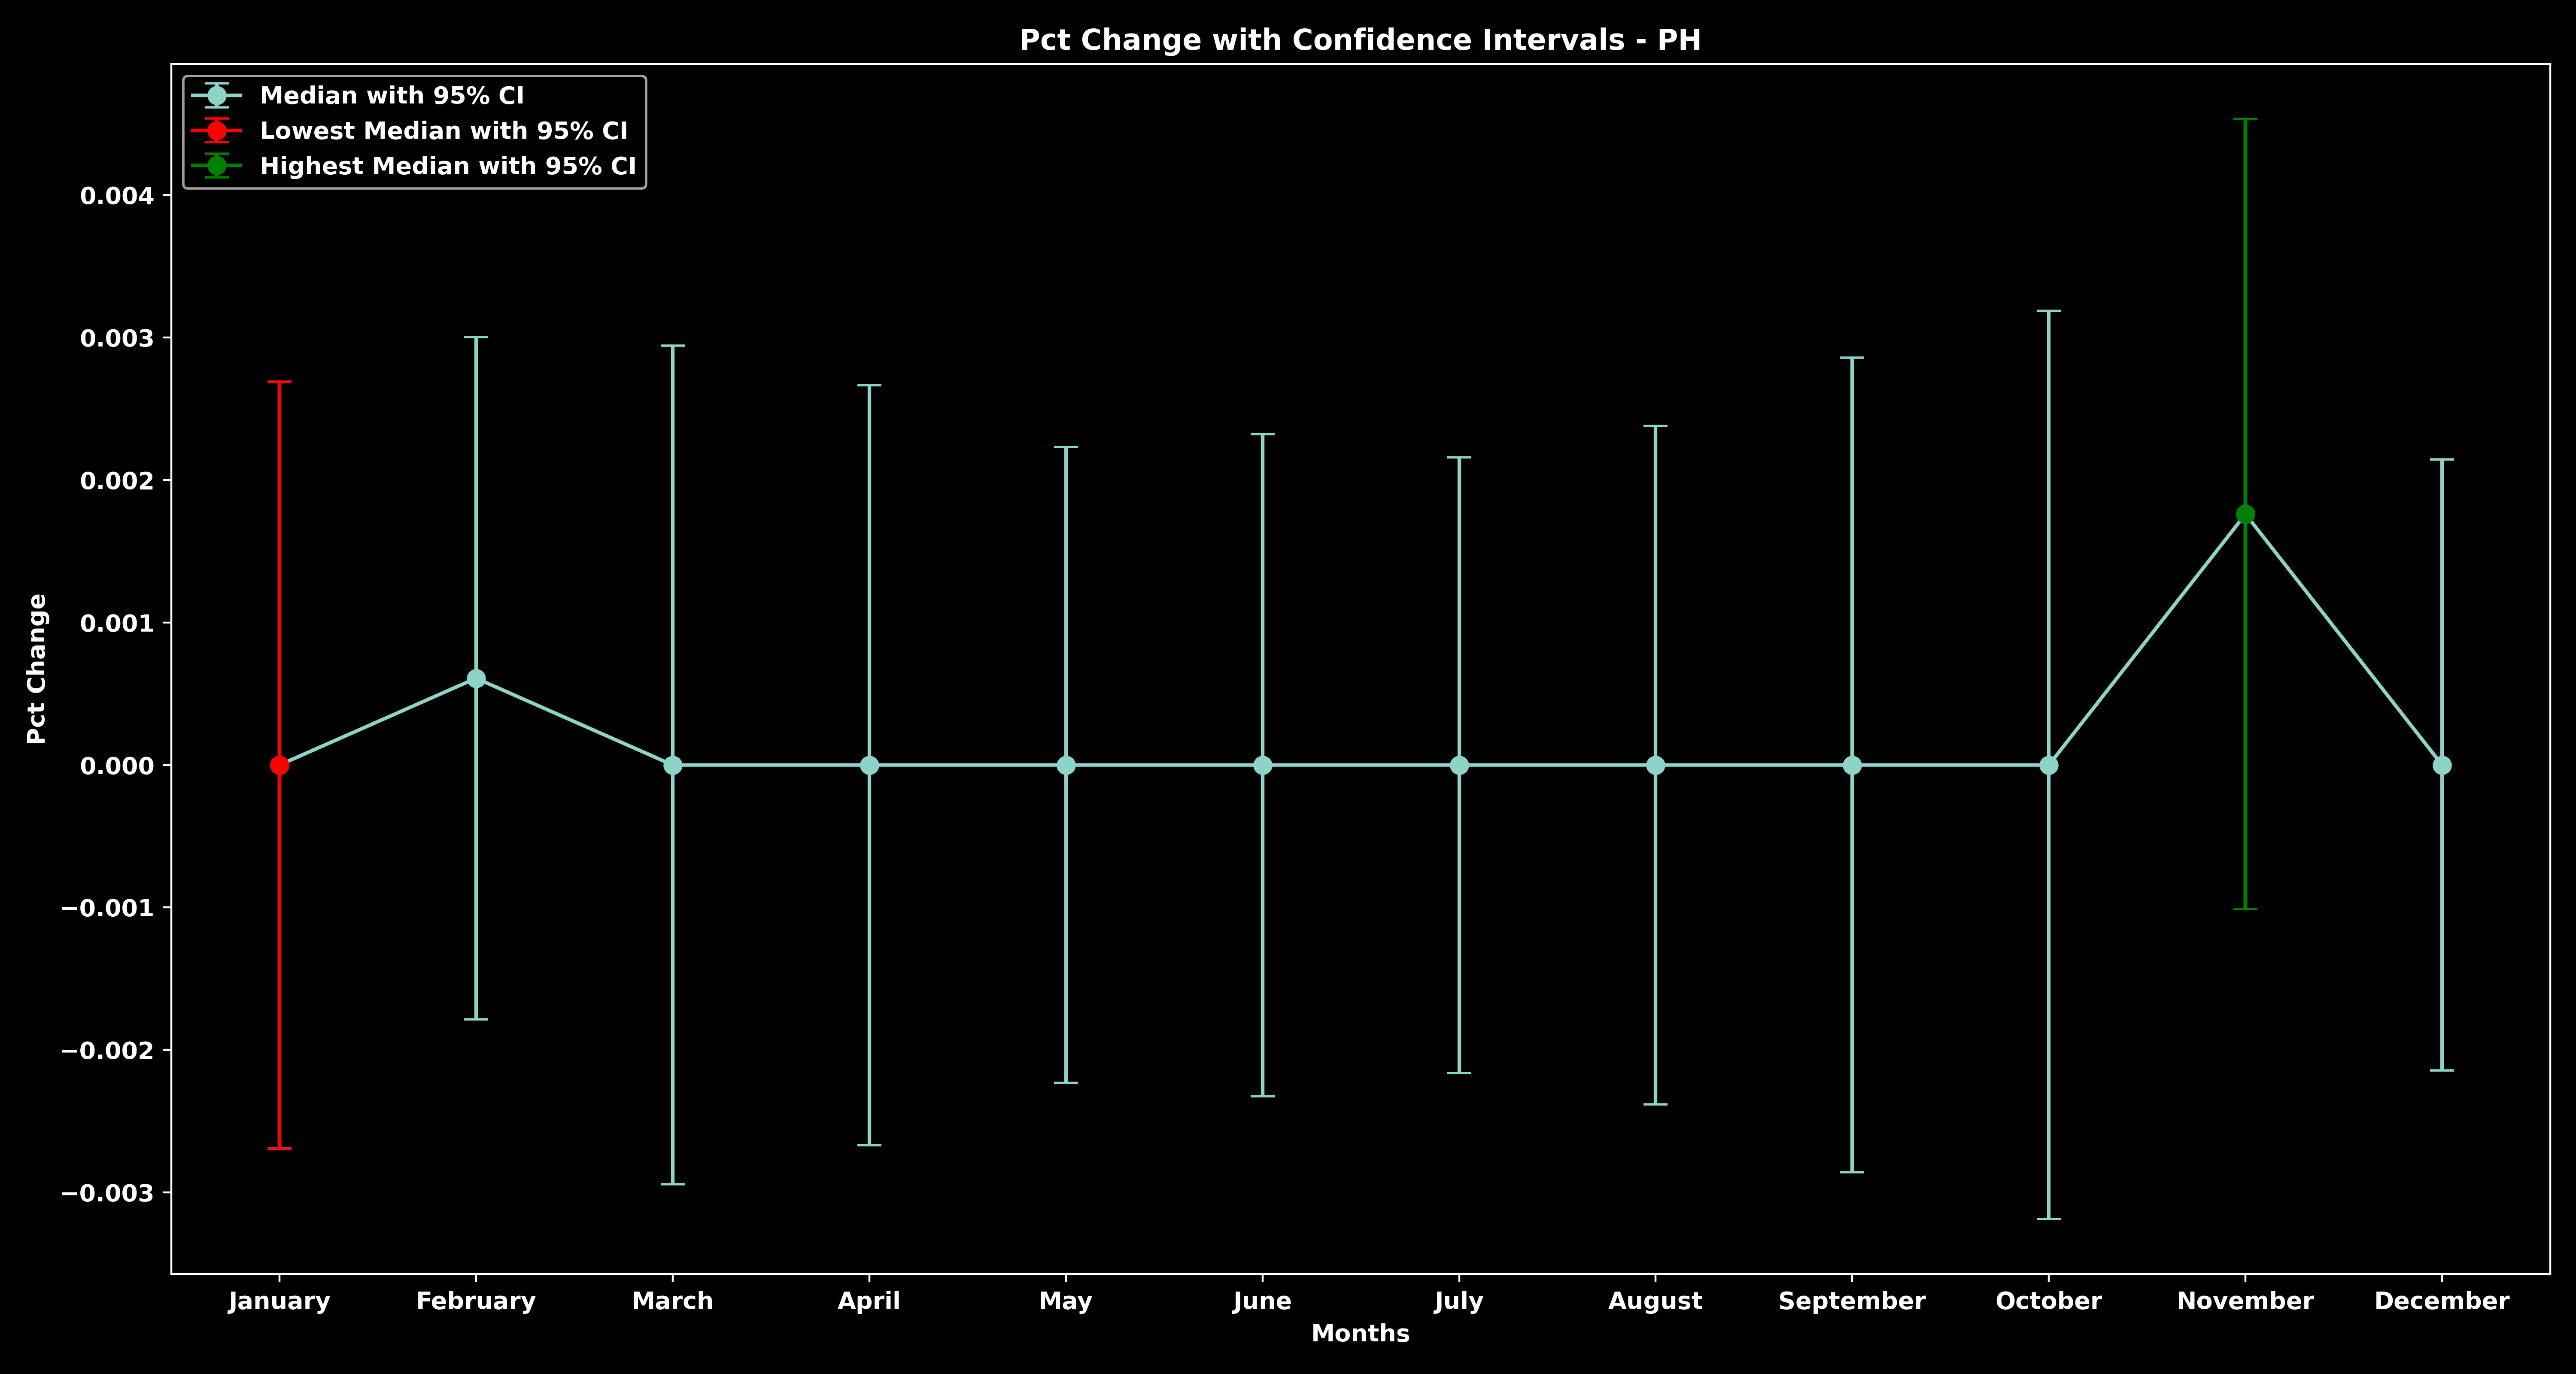 Pct Change with Confidence Intervals - PH
Median with 95% CI
Lowest Median with 95% CI
Highest Median with 95% CI
0.004
0.003
0.002
0.001
0.000
−0.001
−0.002
−0.003
Pct Change
January February March April May June July August September October November December
Months